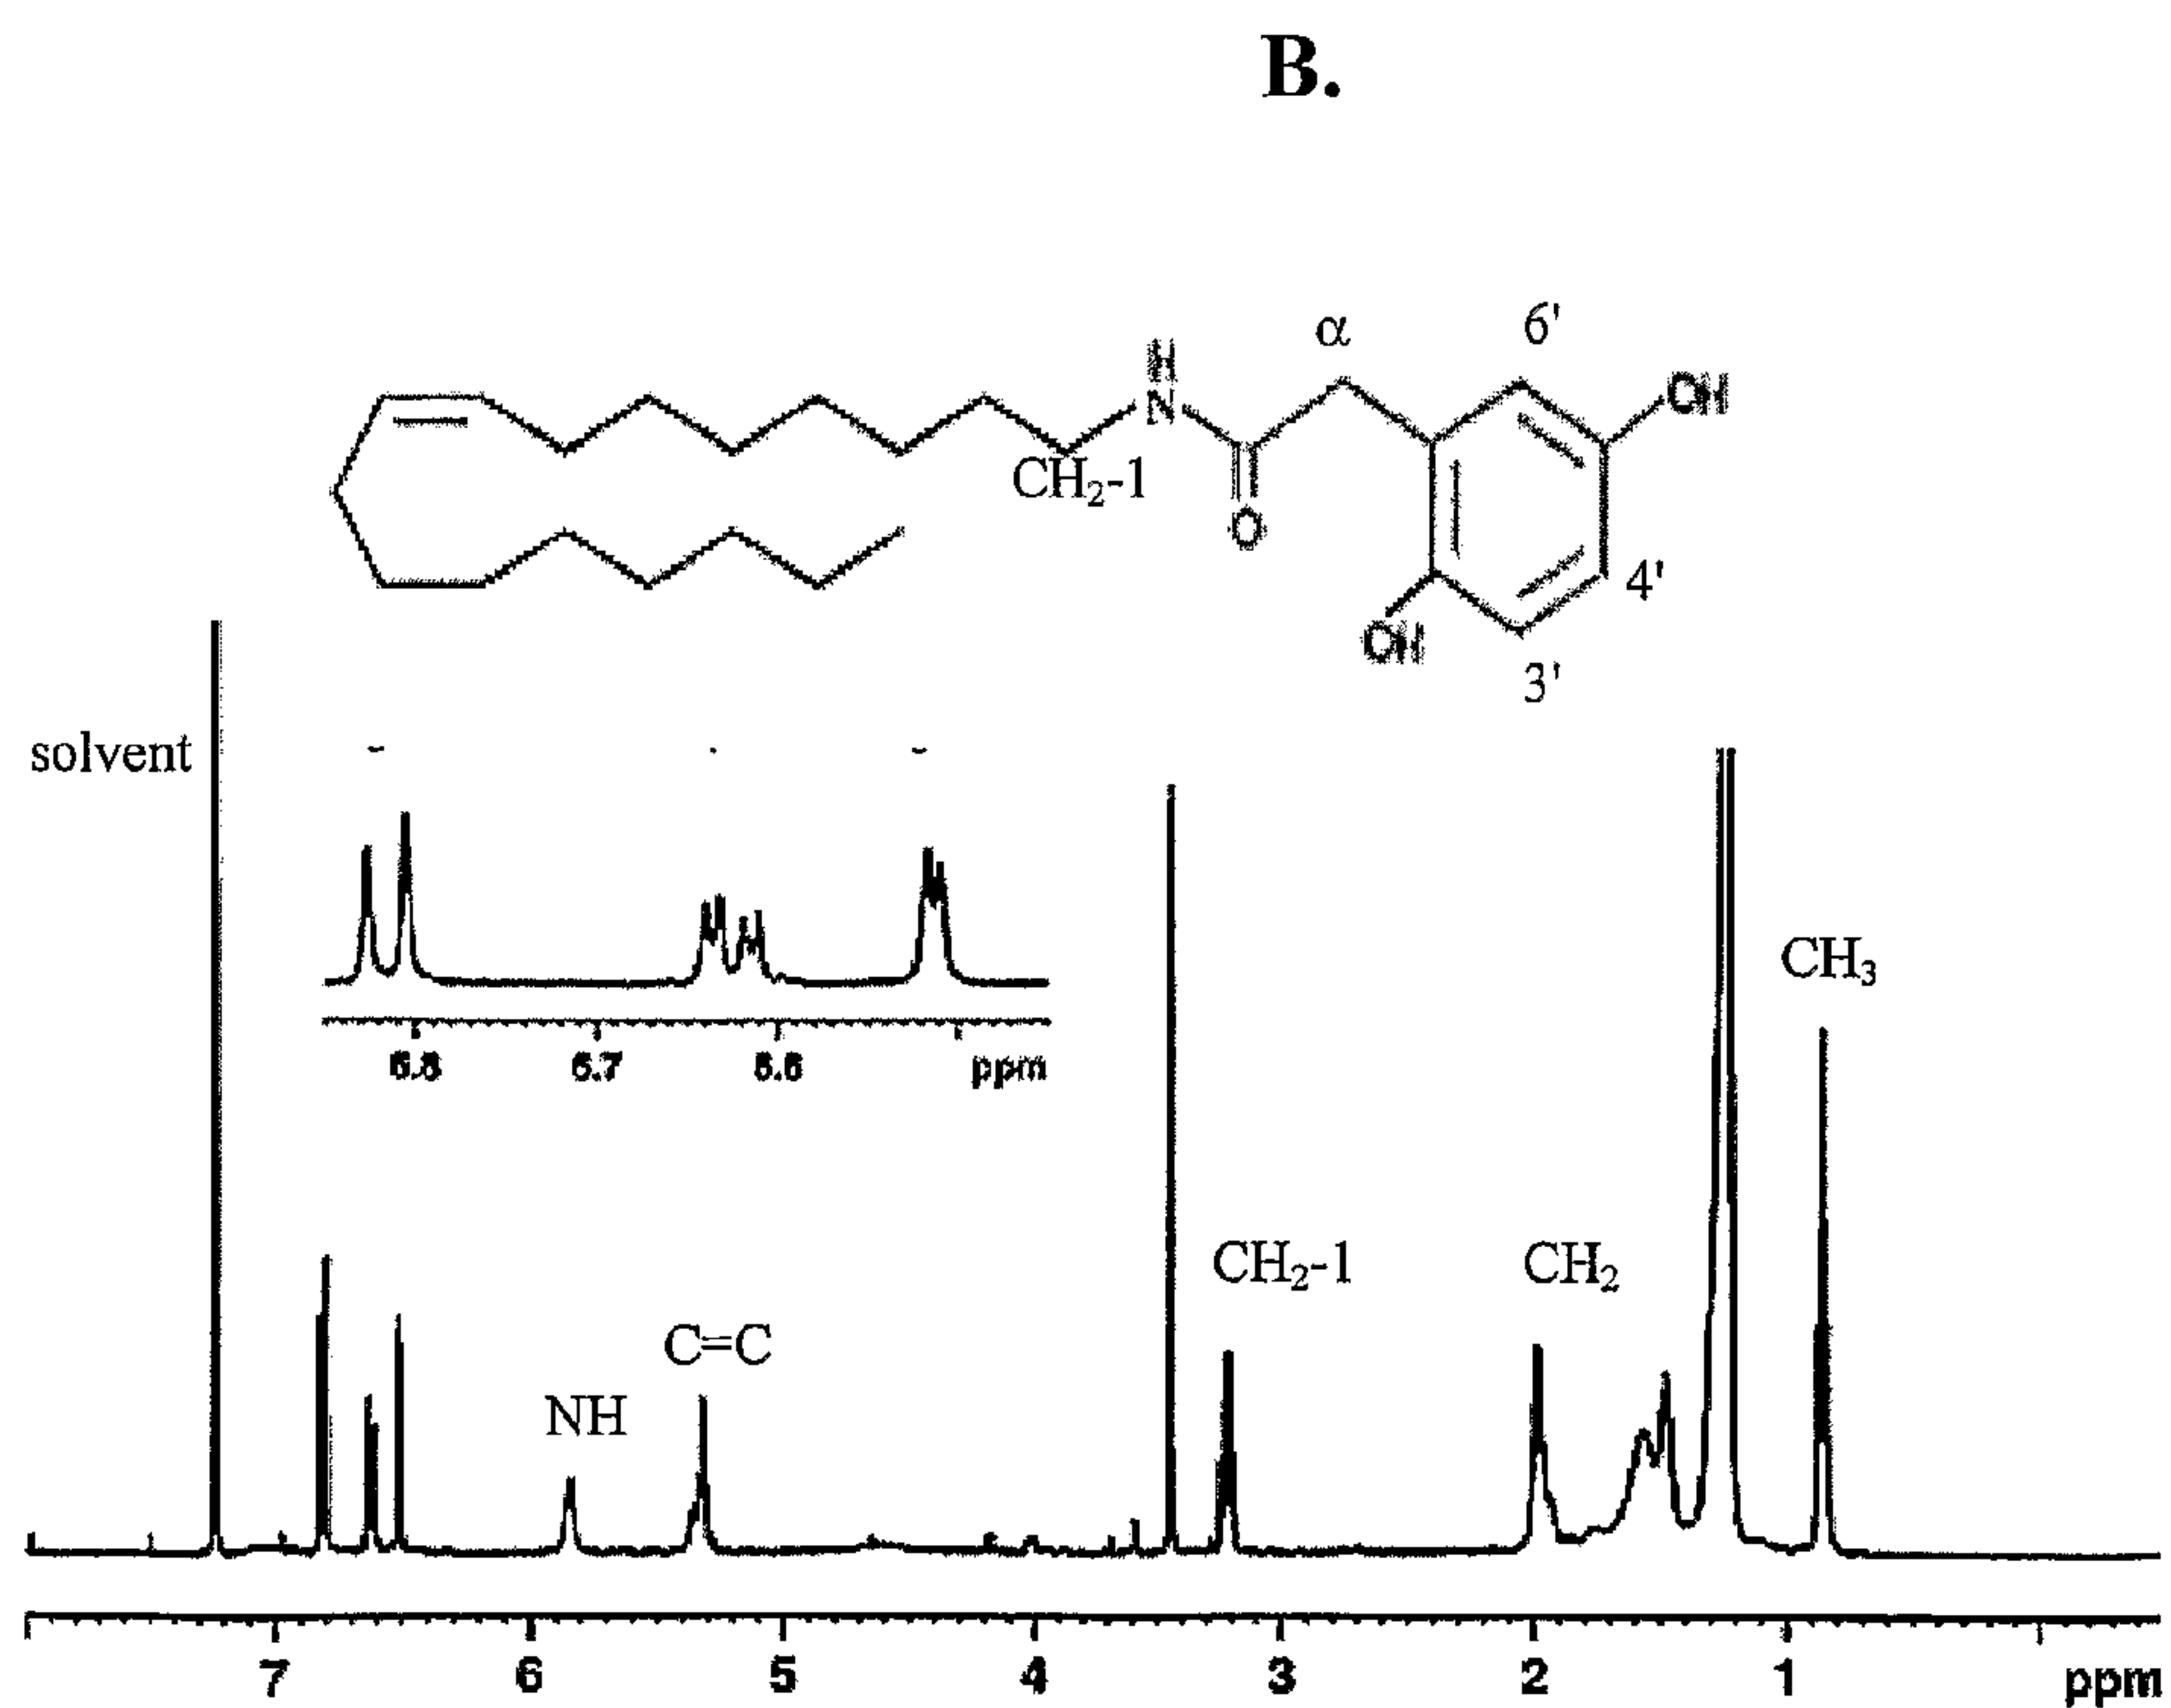 B.
α
6'
H
N
OH
CH₂-1
O
4'
OH
3'
solvent
CH₃
6.8 6.7 6.6 ppm
CH₂-1
CH₂
C=C
NH
7 6 5 4 3 2 1 ppm